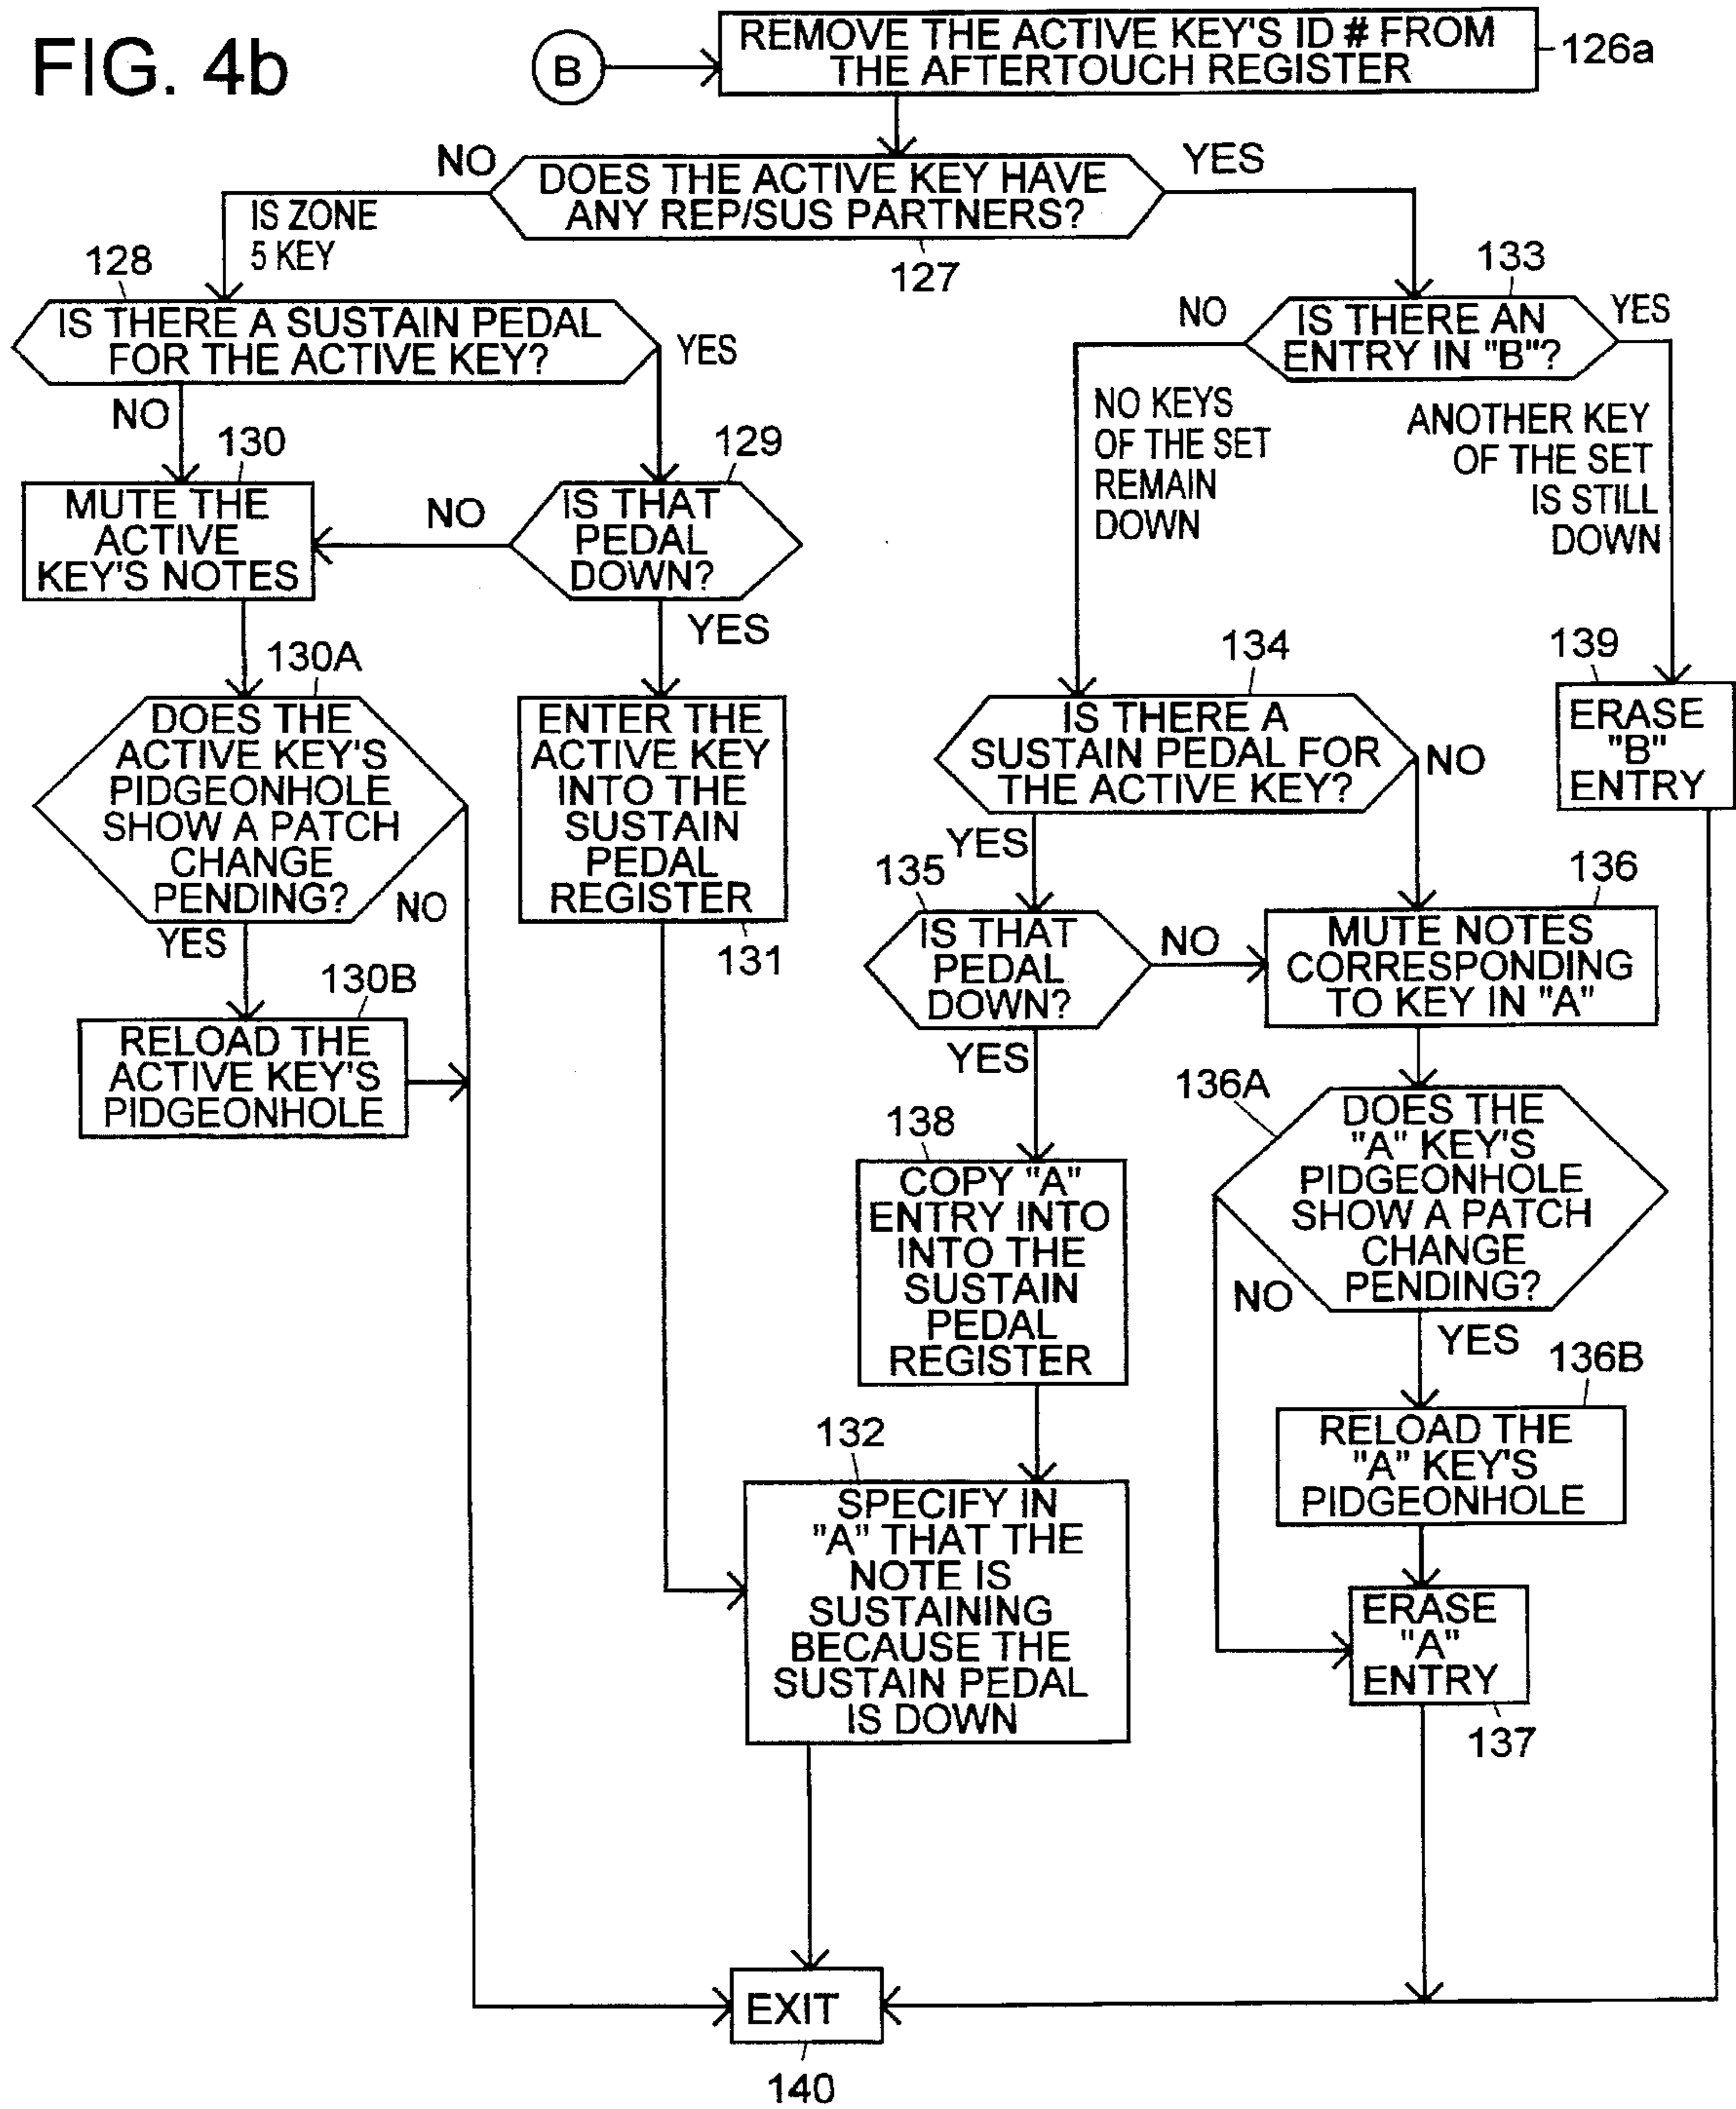 FIG. 4b
B
REMOVE THE ACTIVE KEY'S ID # FROM
THE AFTERTOUCH REGISTER
126a
NO
DOES THE ACTIVE KEY HAVE
ANY REP/SUS PARTNERS?
YES
127
IS ZONE
5 KEY
128
IS THERE A SUSTAIN PEDAL
FOR THE ACTIVE KEY?
YES
NO
133
NO
IS THERE AN
ENTRY IN "B"?
YES
NO KEYS
OF THE SET
REMAIN
DOWN
ANOTHER KEY
OF THE SET
IS STILL
DOWN
130
MUTE THE
ACTIVE
KEY'S NOTES
NO
129
IS THAT
PEDAL
DOWN?
YES
130A
DOES THE
ACTIVE KEY'S
PIDGEONHOLE
SHOW A PATCH
CHANGE
PENDING?
NO
YES
130B
RELOAD THE
ACTIVE KEY'S
PIDGEONHOLE
ENTER THE
ACTIVE KEY
INTO THE
SUSTAIN
PEDAL
REGISTER
131
134
IS THERE A
SUSTAIN PEDAL FOR
THE ACTIVE KEY?
NO
YES
139
ERASE
"B"
ENTRY
135
IS THAT
PEDAL
DOWN?
NO
YES
136
MUTE NOTES
CORRESPONDING
TO KEY IN "A"
136A
DOES THE
"A" KEY'S
PIDGEONHOLE
SHOW A PATCH
CHANGE
PENDING?
NO
YES
138
COPY "A"
ENTRY INTO
INTO THE
SUSTAIN
PEDAL
REGISTER
136B
RELOAD THE
"A" KEY'S
PIDGEONHOLE
132
SPECIFY IN
"A" THAT THE
NOTE IS
SUSTAINING
BECAUSE THE
SUSTAIN PEDAL
IS DOWN
ERASE
"A"
ENTRY
137
EXIT
140